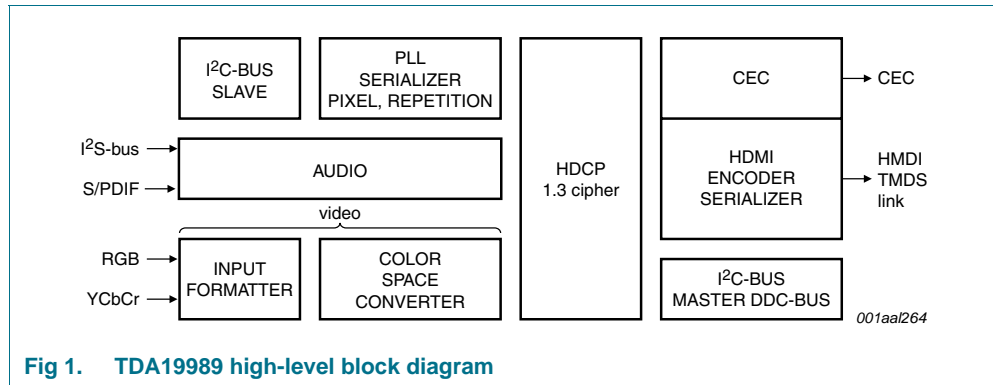 I²C-BUS
SLAVE
PLL
SERIALIZER
PIXEL, REPETITION
HDCP
1.3 cipher
CEC
CEC
I²S-bus
S/PDIF
AUDIO
HDMI
ENCODER
SERIALIZER
HMDI
TMDS
link
video
RGB
YCbCr
INPUT
FORMATTER
COLOR
SPACE
CONVERTER
I²C-BUS
MASTER DDC-BUS
001aal264
Fig 1. TDA19989 high-level block diagram